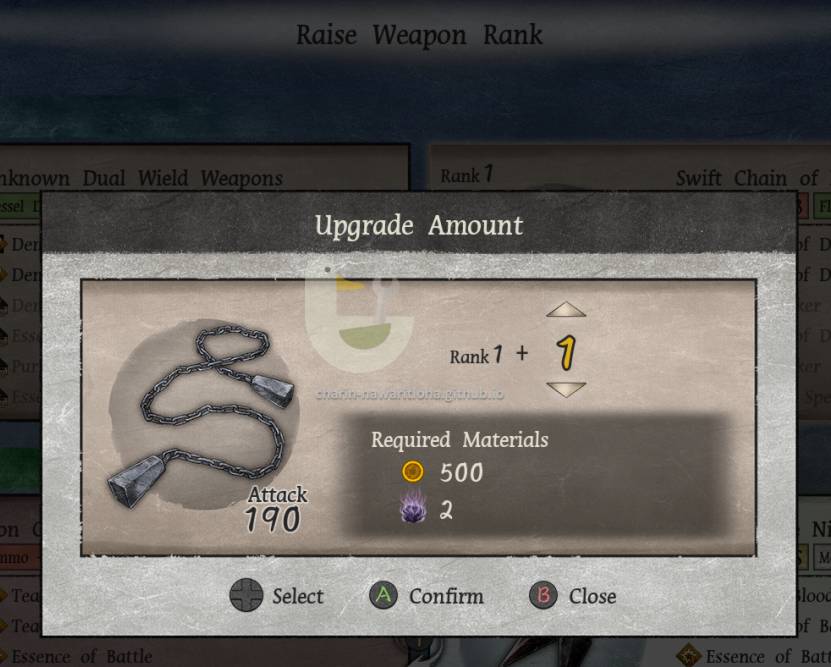 Raise Weapon Rank
nknown Dual Wield Weapons
Rank 1
Swift Chain of
Upgrade Amount
Rank 1 + 1
charin-nawaritloha.github.io
Required Materials
500
2
Attack
190
Select
Confirm
Close
Essence of Battle
Essence of Batt